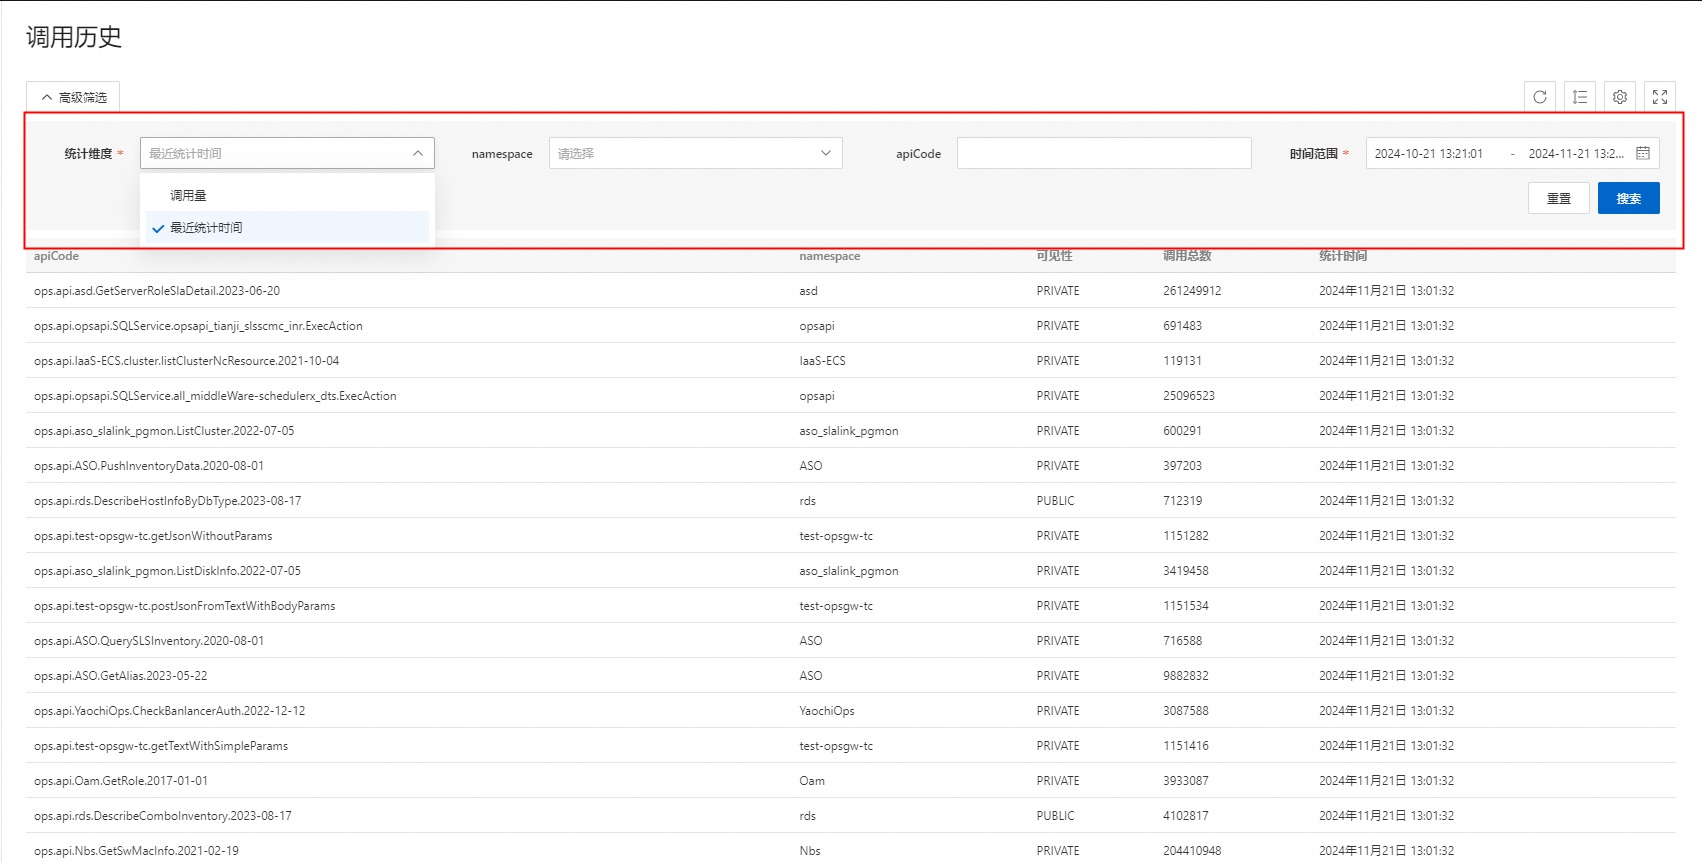 调用历史
高级筛选
统计维度 * 最近统计时间 namespace 请选择 apiCode 时间范围 * 2024-10-21 13:21:01 - 2024-11-21 13:2...
调用量
重置 搜索
最近统计时间
apiCode namespace 可见性 调用总数 统计时间
ops.api.asd.GetServerRoleSlaDetail.2023-06-20 asd PRIVATE 261249912 2024年11月21日 13:01:32
ops.api.opsapi.SQLService.opsapi_tianji_slsscmc_inr.ExecAction opsapi PRIVATE 691483 2024年11月21日 13:01:32
ops.api.IaaS-ECS.cluster.listClusterNcResource.2021-10-04 IaaS-ECS PRIVATE 119131 2024年11月21日 13:01:32
ops.api.opsapi.SQLService.all_middleWare-schedulerx_dts.ExecAction opsapi PRIVATE 25096523 2024年11月21日 13:01:32
ops.api.aso_slalink_pgmon.ListCluster.2022-07-05 aso_slalink_pgmon PRIVATE 600291 2024年11月21日 13:01:32
ops.api.ASO.PushInventoryData.2020-08-01 ASO PRIVATE 397203 2024年11月21日 13:01:32
ops.api.rds.DescribeHostInfoByDbType.2023-08-17 rds PUBLIC 712319 2024年11月21日 13:01:32
ops.api.test-opsgw-tc.getJsonWithoutParams test-opsgw-tc PRIVATE 1151282 2024年11月21日 13:01:32
ops.api.aso_slalink_pgmon.ListDiskInfo.2022-07-05 aso_slalink_pgmon PRIVATE 3419458 2024年11月21日 13:01:32
ops.api.test-opsgw-tc.postJsonFromTextWithBodyParams test-opsgw-tc PRIVATE 1151534 2024年11月21日 13:01:32
ops.api.ASO.QuerySLSInventory.2020-08-01 ASO PRIVATE 716588 2024年11月21日 13:01:32
ops.api.ASO.GetAlias.2023-05-22 ASO PRIVATE 9882832 2024年11月21日 13:01:32
ops.api.YaochiOps.CheckBanlancerAuth.2022-12-12 YaochiOps PRIVATE 3087588 2024年11月21日 13:01:32
ops.api.test-opsgw-tc.getTextWithSimpleParams test-opsgw-tc PRIVATE 1151416 2024年11月21日 13:01:32
ops.api.Oam.GetRole.2017-01-01 Oam PRIVATE 3933087 2024年11月21日 13:01:32
ops.api.rds.DescribeComboInventory.2023-08-17 rds PUBLIC 4102817 2024年11月21日 13:01:32
ops.api.Nbs.GetSwMacInfo.2021-02-19 Nbs PRIVATE 204410948 2024年11月21日 13:01:32